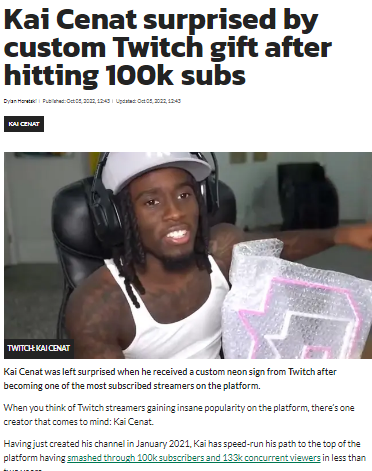 Kai Cenat surprised by
custom Twitch gift after
hitting 100k subs
Published: Oct 05, 2022, 12:43 | Updated: Oct 05, 2022, 12:43
KAI CENAT
TWITCH: KAI CENAT
Kai Cenat was left surprised when he received a custom neon sign from Twitch after
becoming one of the most subscribed streamers on the platform.
When you think of Twitch streamers gaining insane popularity on the platform, there's one
creator that comes to mind: Kai Cenat.
Having just created his channel in January 2021, Kai has speed-run his path to the top of the
platform having smashed through 100k subscribers and 133k concurrent viewers in less than